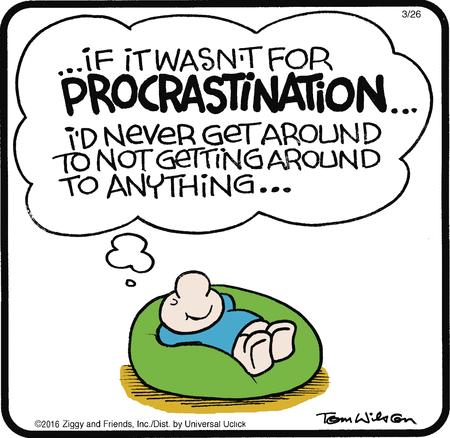 3/26
...iF iT WASN'T FOR
PROCRASTINATION...
i'D NEVER GET AROUND
TO NOT GETTING AROUND
TO ANYTHING...
©2016 Ziggy and Friends, Inc./Dist. by Universal Uclick
Tom Wilson